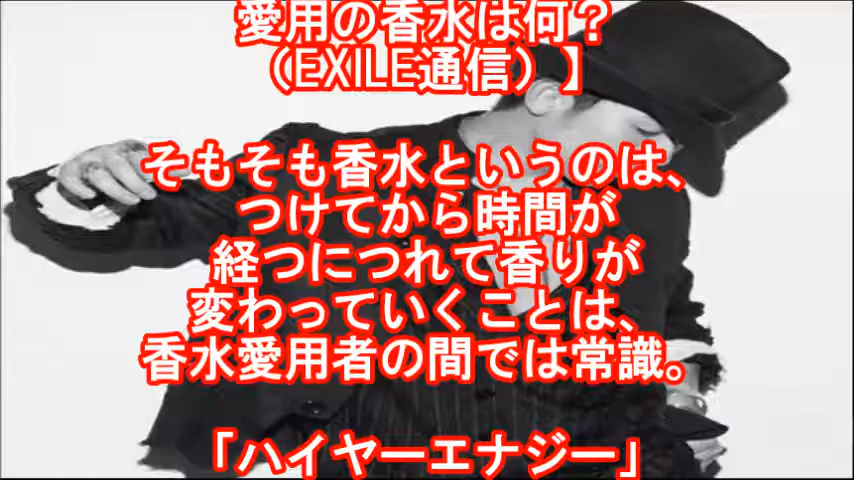 愛用の香水は何？
（EXILE通信）】
そもそも香水というのは、
つけてから時間が
経つにつれて香りが
変わっていくことは、
香水愛用者の間では常識。
「ハイヤーエナジー」